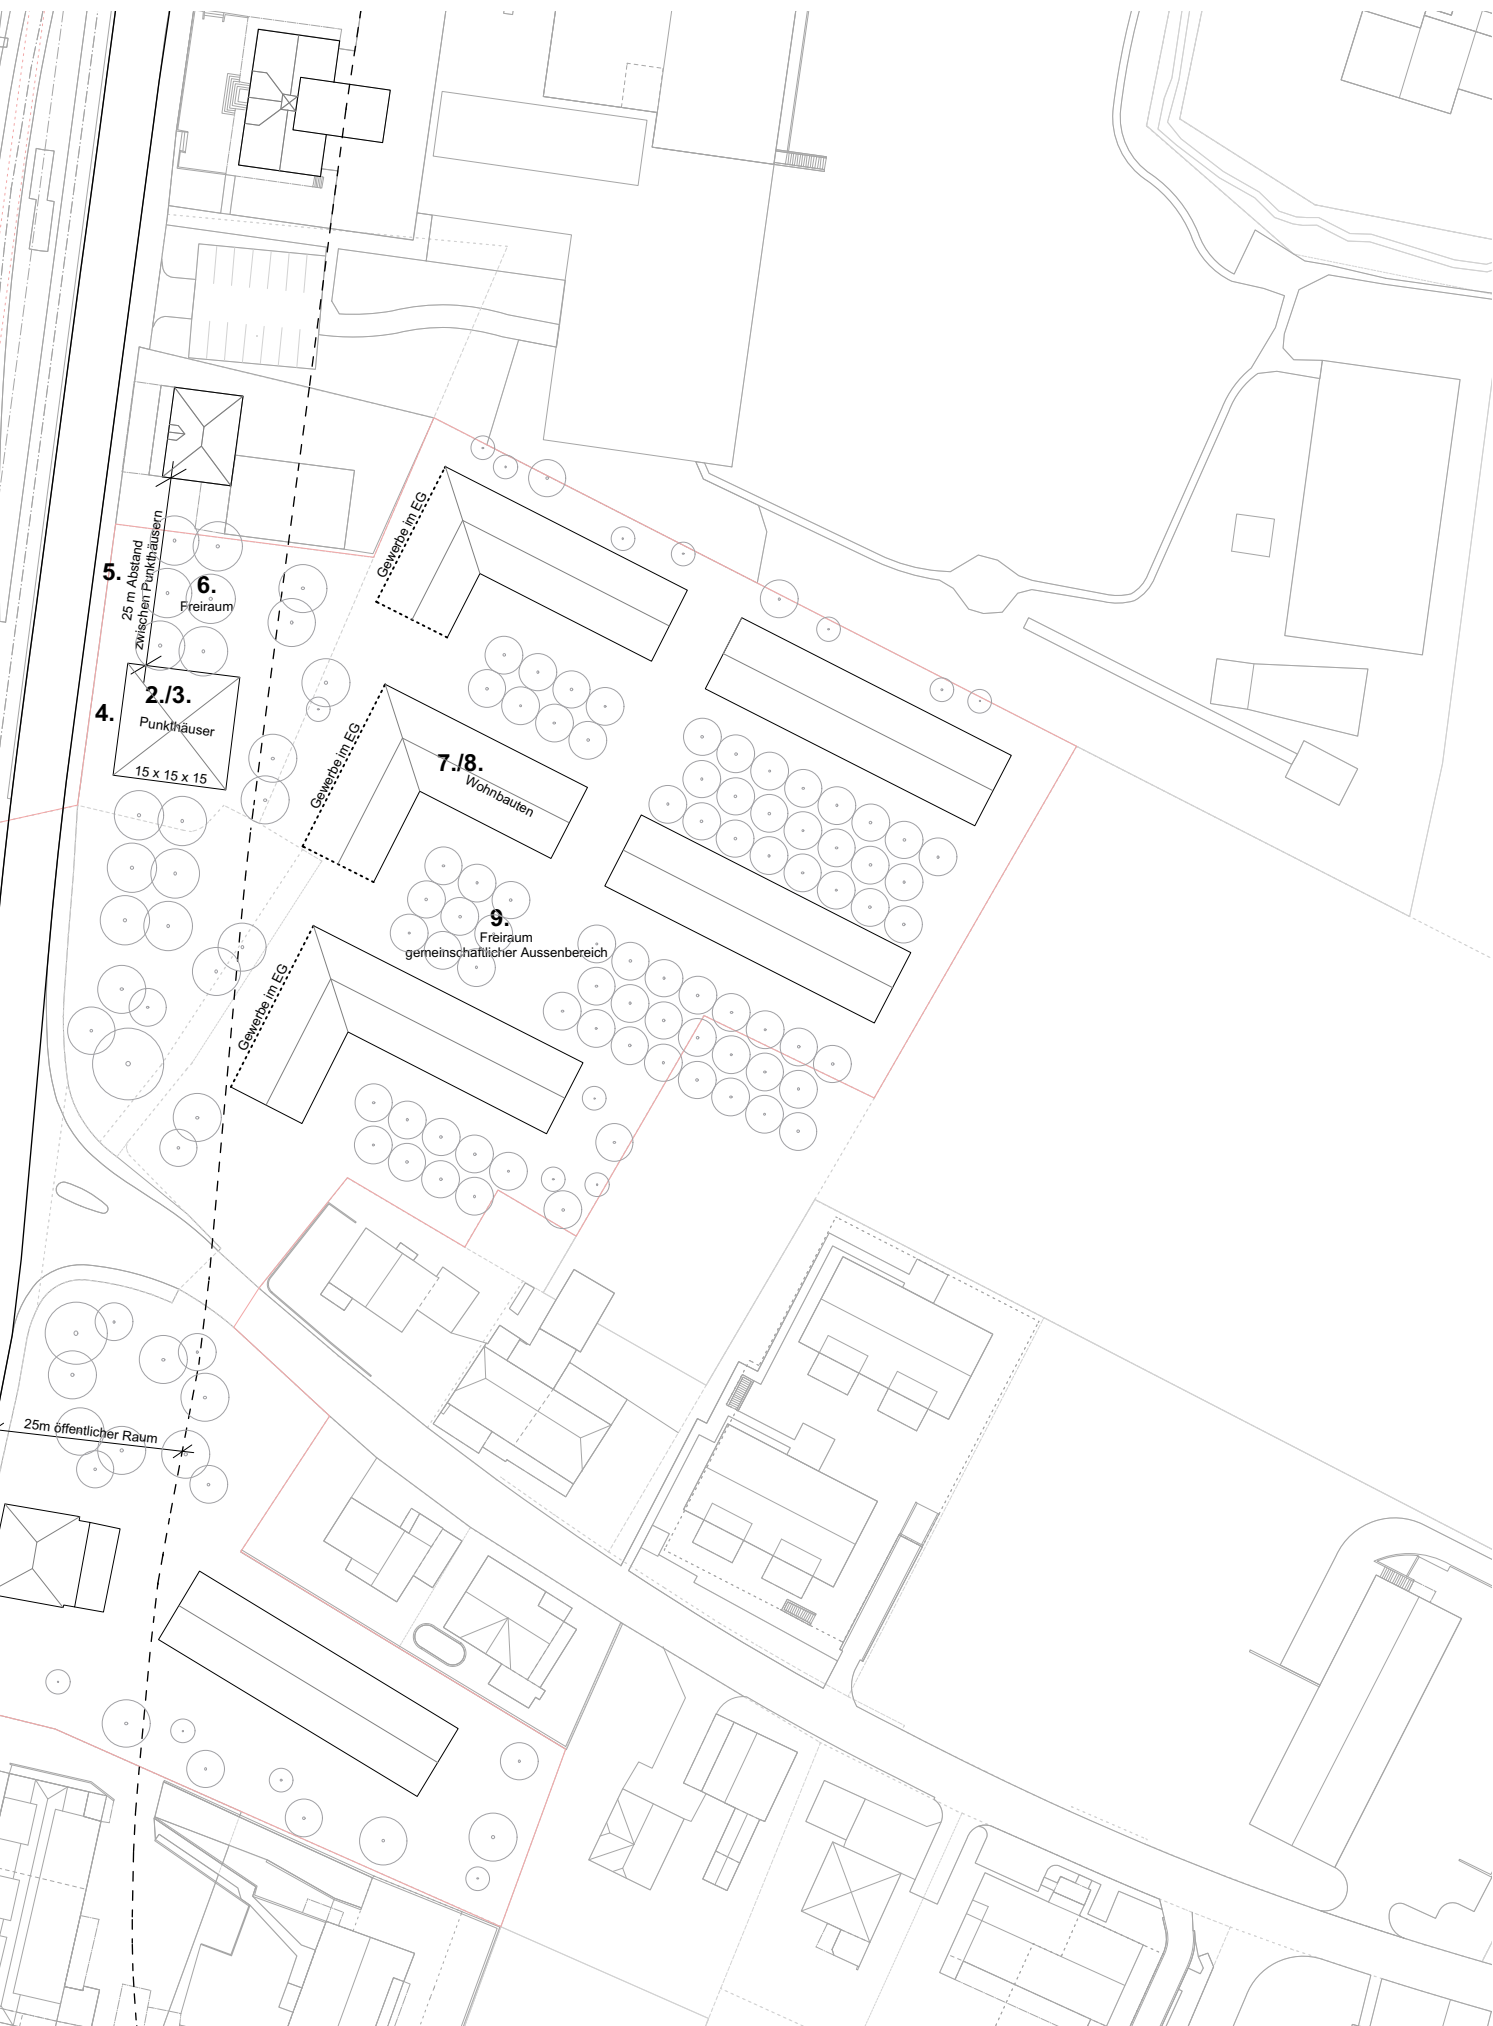 Gewerbe im EG
5.
25 m Abstand
zwischen Punkthäusern
6.
Freiraum
4.
2./3.
Punkthäuser
15 x 15 x 15
Gewerbe im EG
7./8.
Wohnbauten
9.
Freiraum
gemeinschaftlicher Aussenbereich
Gewerbe im EG
25m öffentlicher Raum